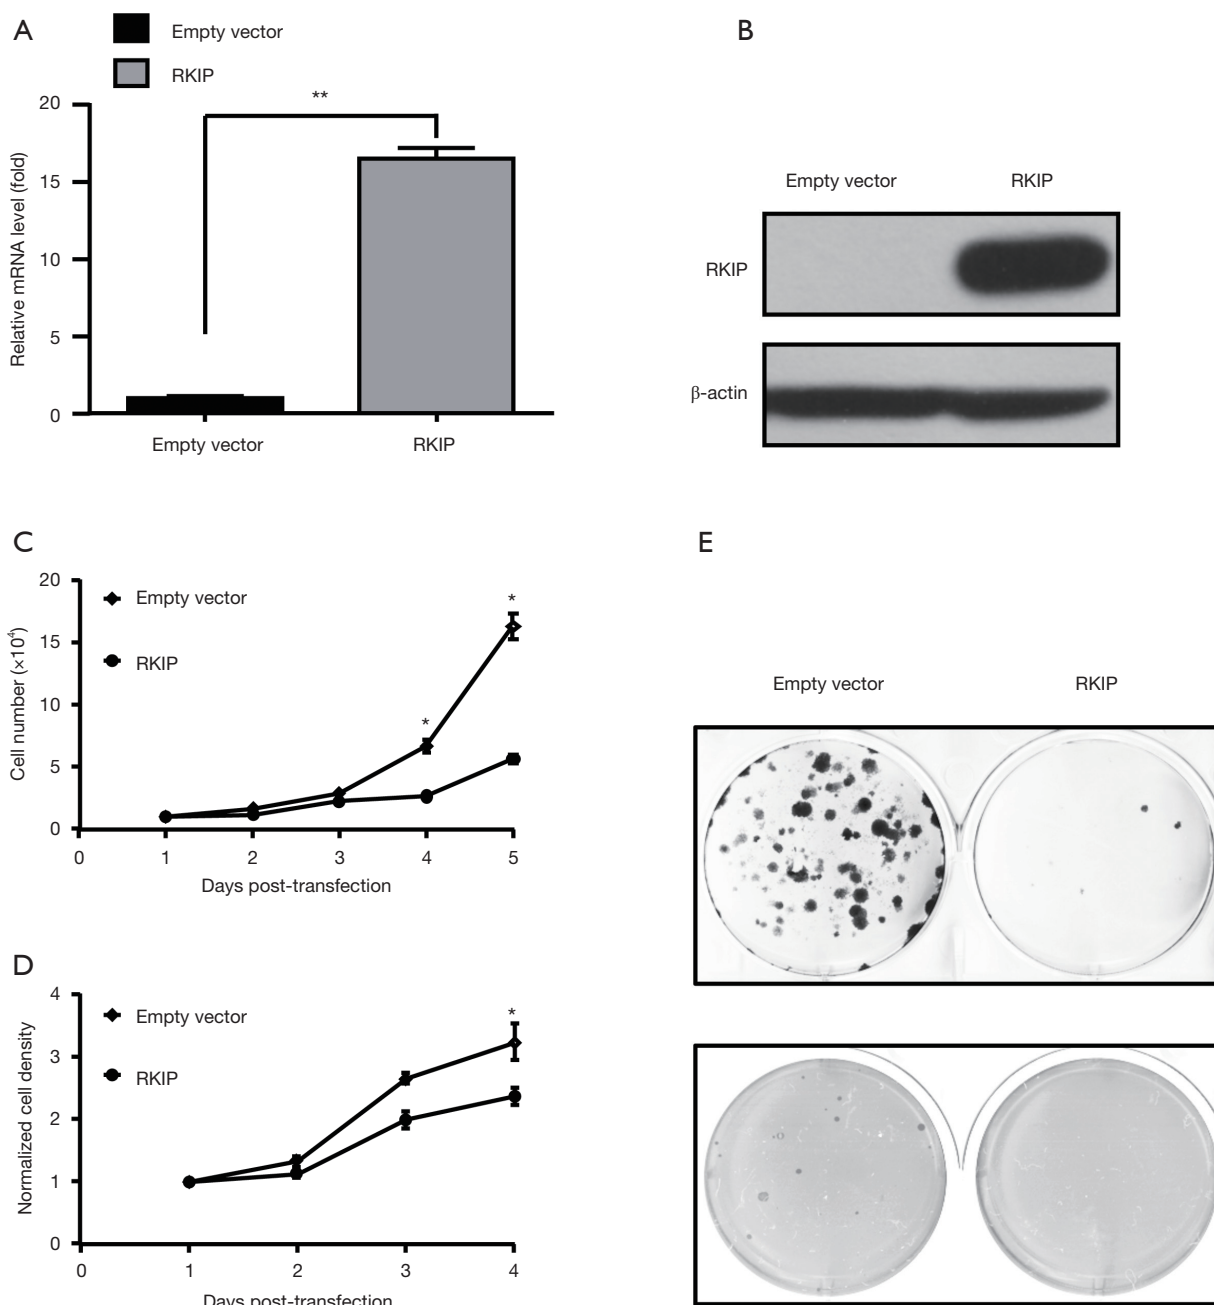 A
Empty vector
RKIP
**
20
15
10
5
0
Relative mRNA level (fold)
Empty vector
RKIP
B
Empty vector
RKIP
RKIP
β-actin
C
20
15
10
5
0
Cell number (×10⁴)
Empty vector
RKIP
*
*
0 1 2 3 4 5
Days post-transfection
D
4
3
2
1
0
Normalized cell density
Empty vector
RKIP
*
0 1 2 3 4
Days post-transfection
E
Empty vector
RKIP